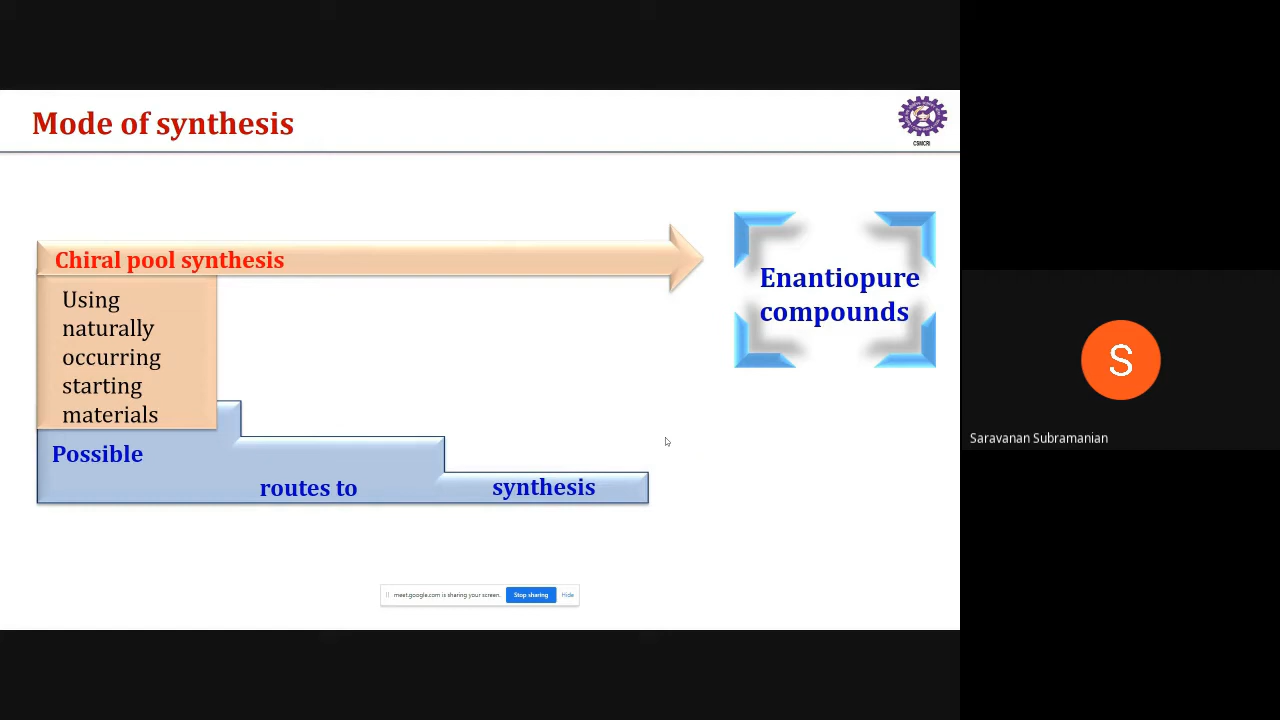 Mode of synthesis
CSMCRI
Chiral pool synthesis
Using
naturally
occurring
starting
materials
Enantiopure
compounds
Possible
routes to
synthesis
S
Saravanan Subramanian
meet.google.com is sharing your screen.
Stop sharing
Hide